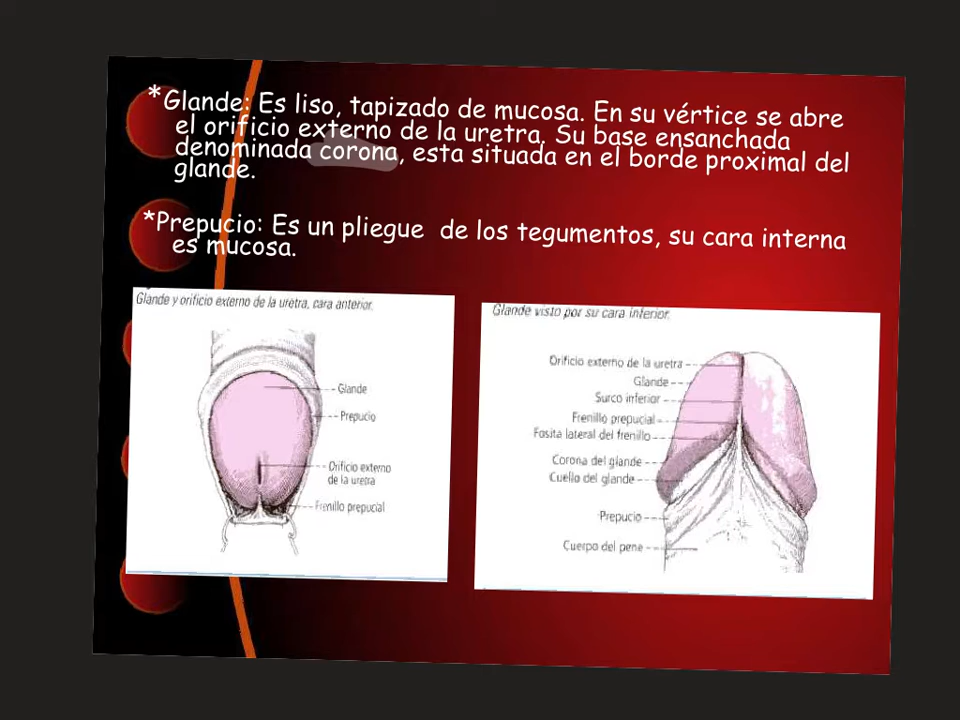 *Glande: Es liso, tapizado de mucosa. En su vértice se abre
el orificio externo de la uretra. Su base ensanchada
denominada corona, esta situada en el borde proximal del
glande.
*Prepucio: Es un pliegue de los tegumentos, su cara interna
es mucosa.
Glande y orificio externo de la uretra, cara anterior.
Glande
Prepucio
Orificio externo
de la uretra
Frenillo prepucial
Glande visto por su cara inferior.
Orificio externo de la uretra
Glande
Surco inferior
Frenillo prepucial
Fosita lateral del frenillo
Corona del glande
Cuello del glande
Prepucio
Cuerpo del pene